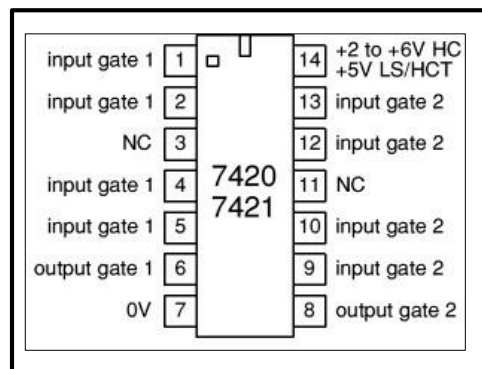 input gate 1 1 14 +2 to +6V HC
+5V LS/HCT
input gate 1 2 13 input gate 2
NC 3 12 input gate 2
7420
input gate 1 4 11 NC
7421
input gate 1 5 10 input gate 2
output gate 1 6 9 input gate 2
0V 7 8 output gate 2